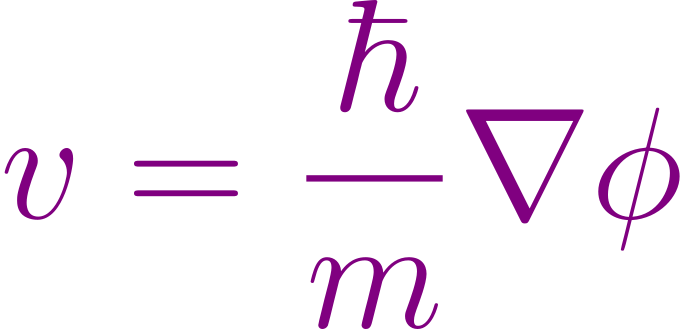 v = ℏ/m ∇ϕ